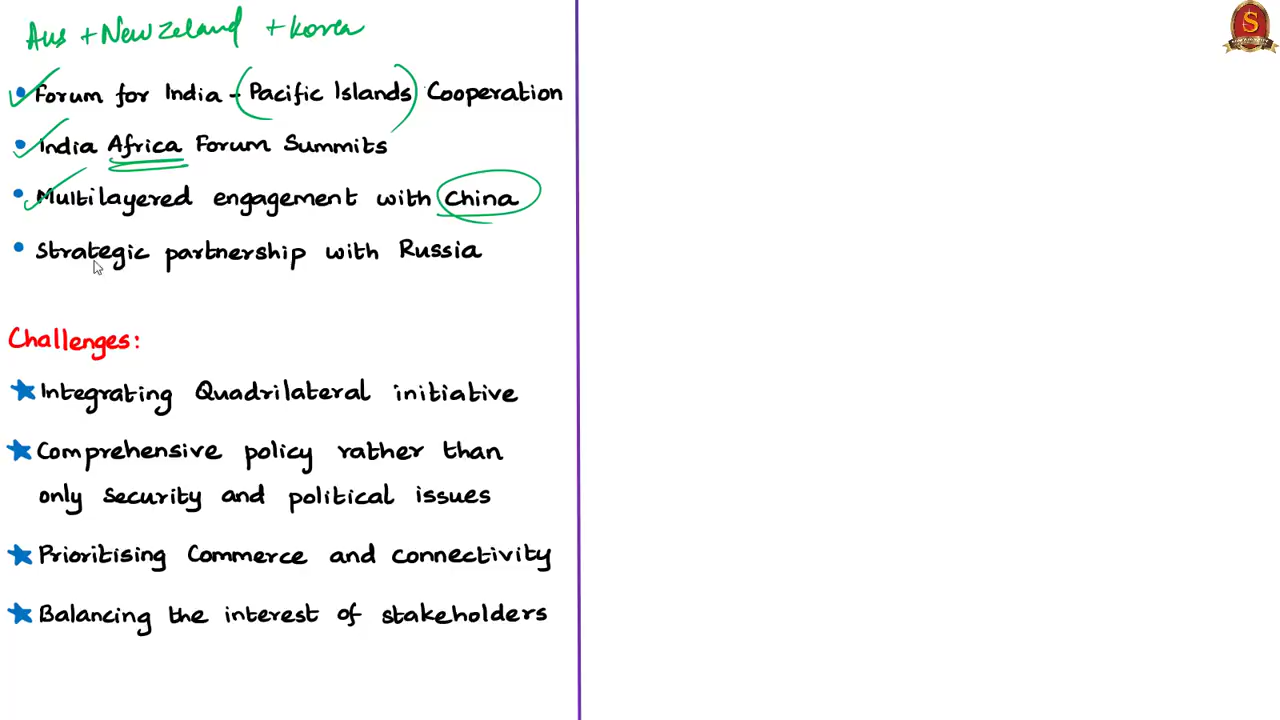 Aus + New Zeland + Korea
Forum for India - (Pacific Islands) Cooperation
India Africa Forum Summits
Multilayered engagement with China
Strategic partnership with Russia
Challenges:
Integrating Quadrilateral initiative
Comprehensive policy rather than
only security and political issues
Prioritising Commerce and connectivity
Balancing the interest of stakeholders
S